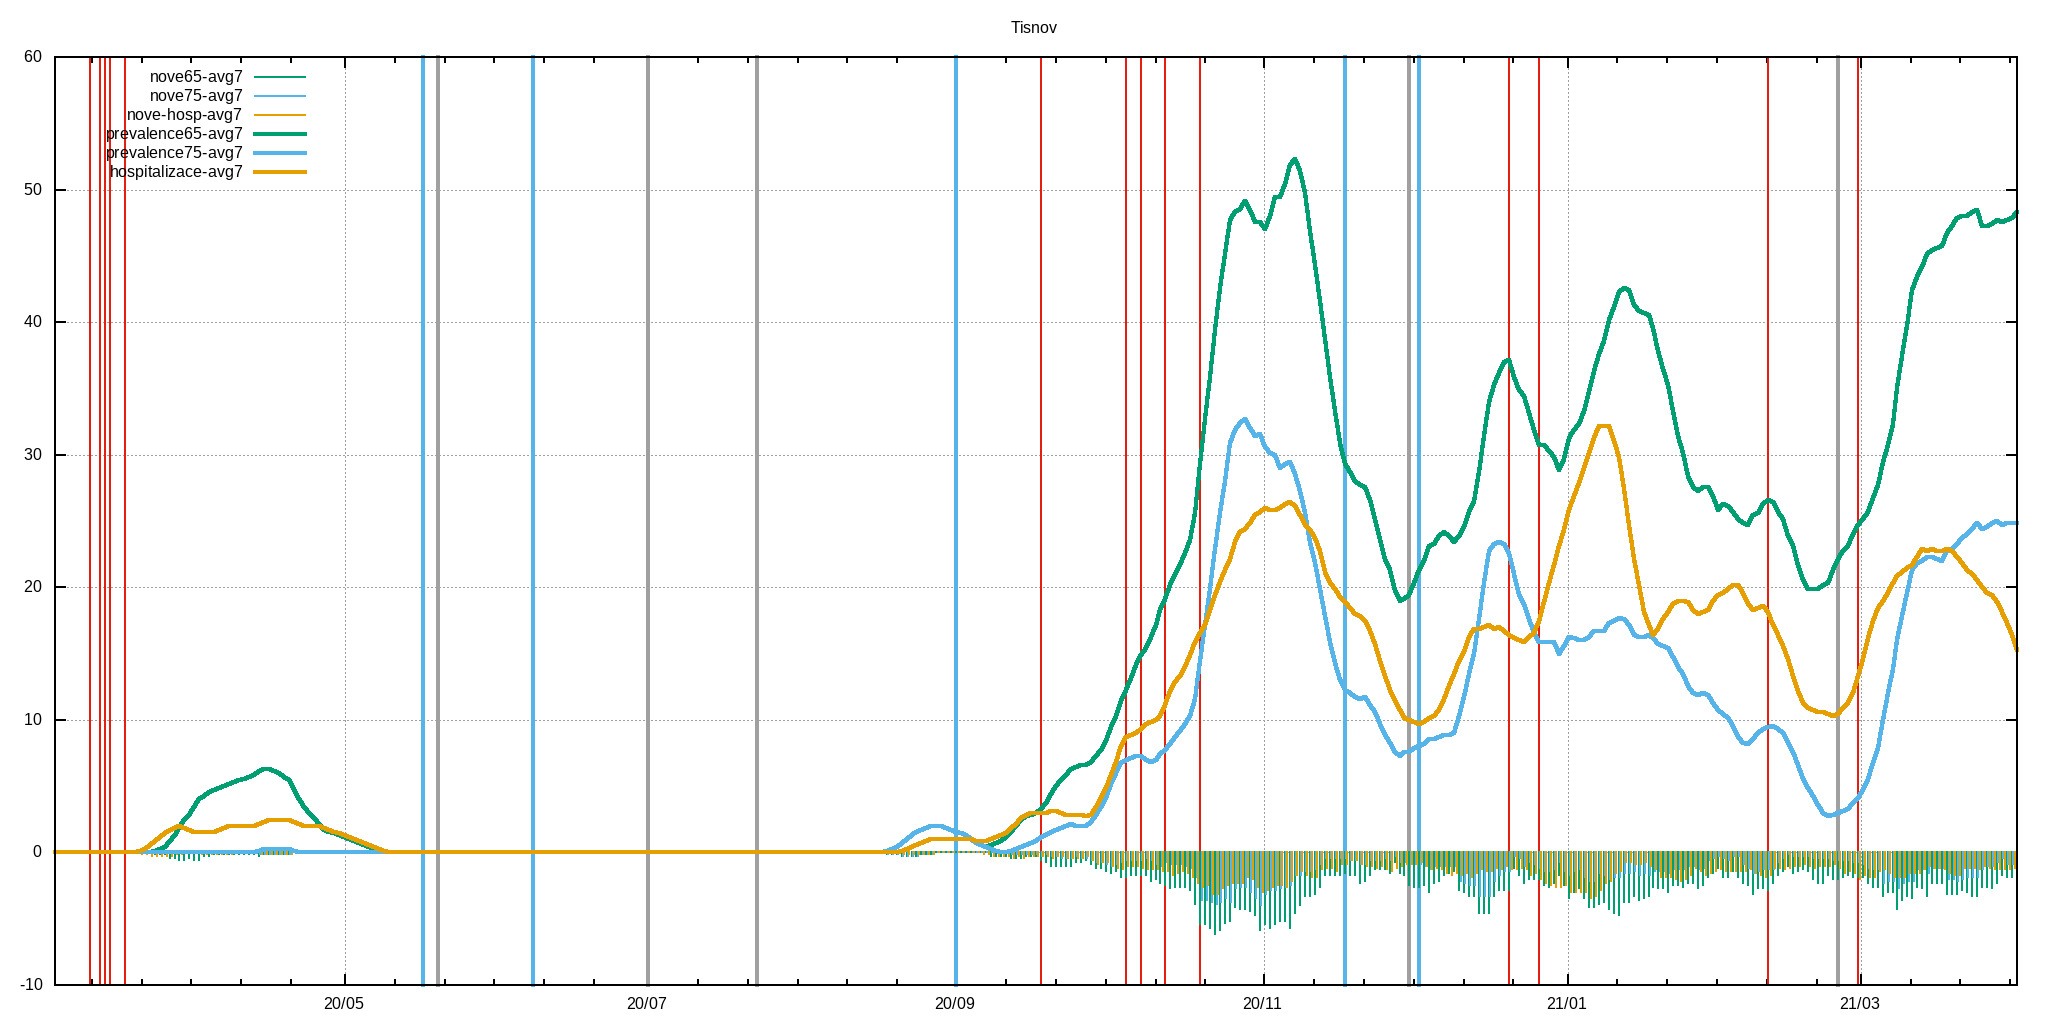 Tisnov
60
nove65-avg7
nove75-avg7
nove-hosp-avg7
prevalence65-avg7
prevalence75-avg7
hospitalizace-avg7
50
40
30
20
10
0
-10
20/05 20/07 20/09 20/11 21/01 21/03